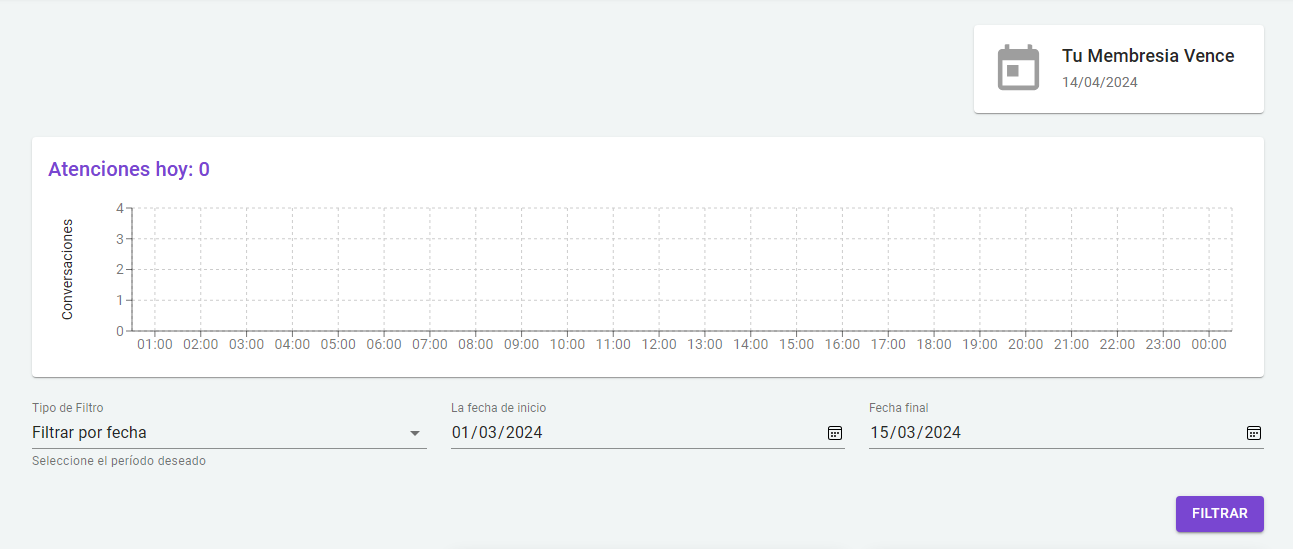 Tu Membresia Vence
14/04/2024
Atenciones hoy: 0
Conversaciones
4
3
2
1
0
01:00 02:00 03:00 04:00 05:00 06:00 07:00 08:00 09:00 10:00 11:00 12:00 13:00 14:00 15:00 16:00 17:00 18:00 19:00 20:00 21:00 22:00 23:00 00:00
Tipo de Filtro
Filtrar por fecha
Seleccione el período deseado
La fecha de inicio
01/03/2024
Fecha final
15/03/2024
FILTRAR